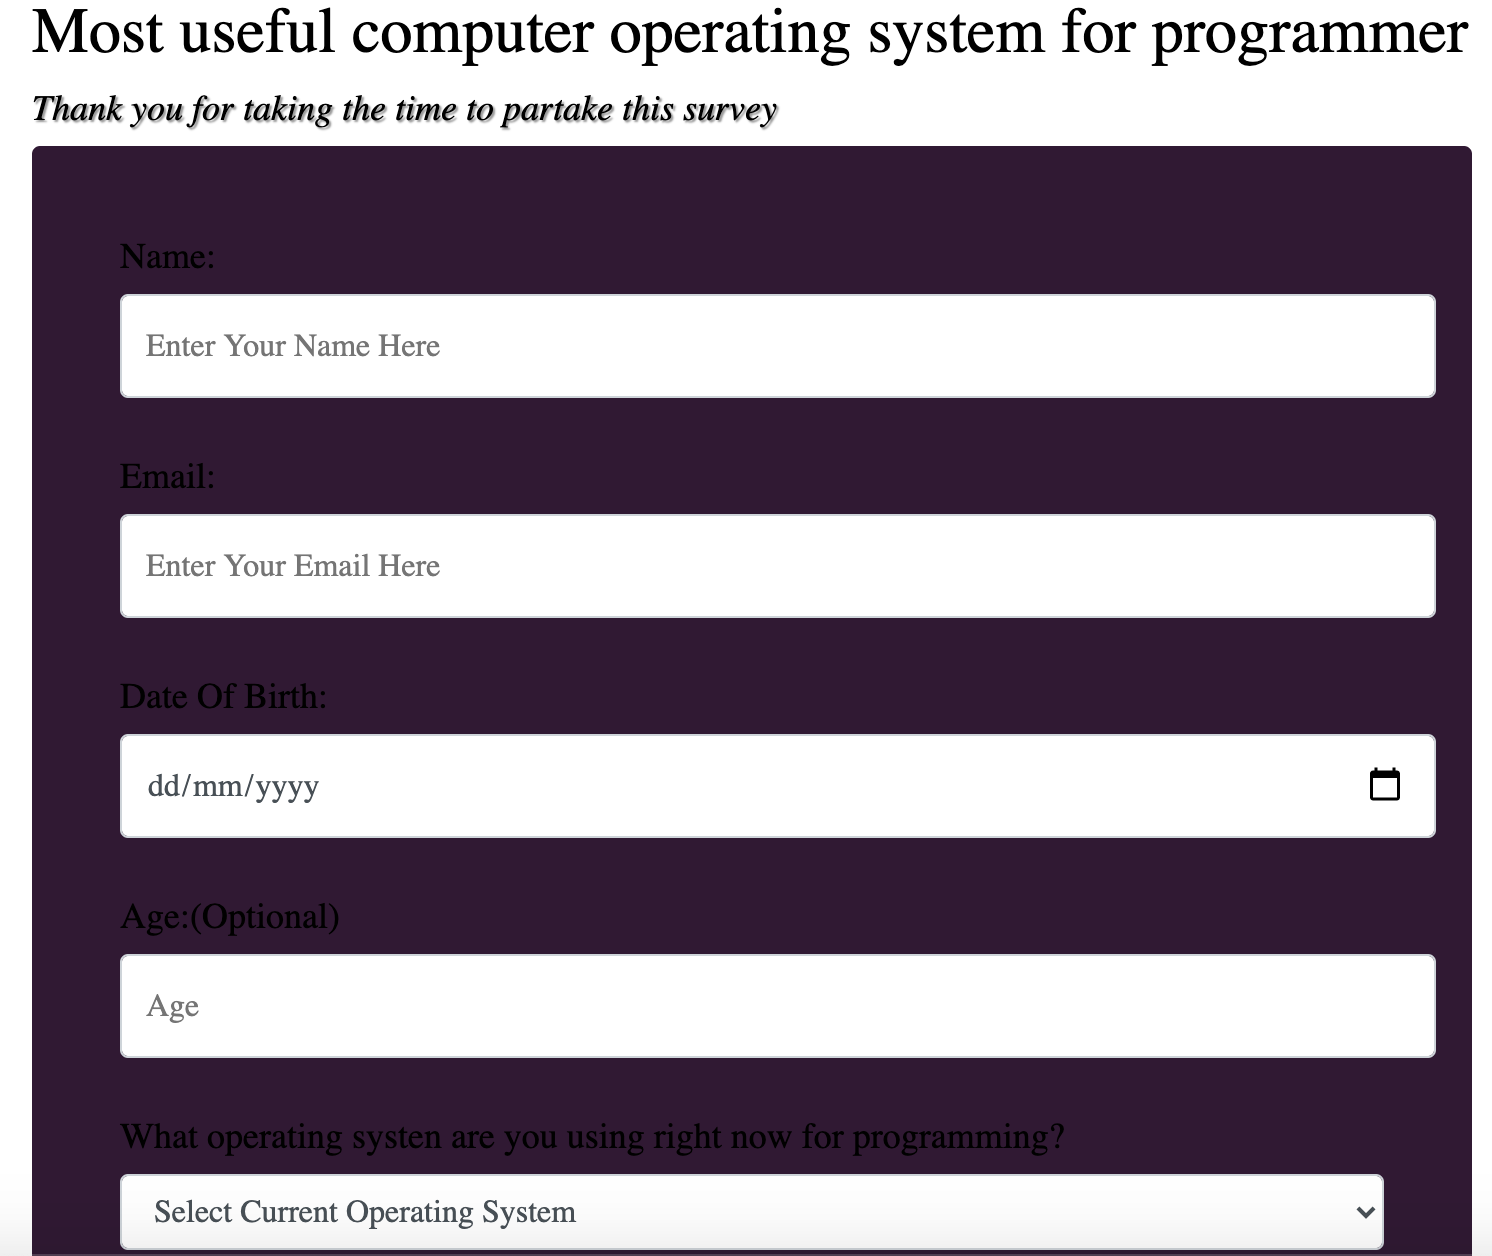 Most useful computer operating system for programmer
Thank you for taking the time to partake this survey
Name:
Enter Your Name Here
Email:
Enter Your Email Here
Date Of Birth:
dd/mm/yyyy
Age:(Optional)
Age
What operating systen are you using right now for programming?
Select Current Operating System